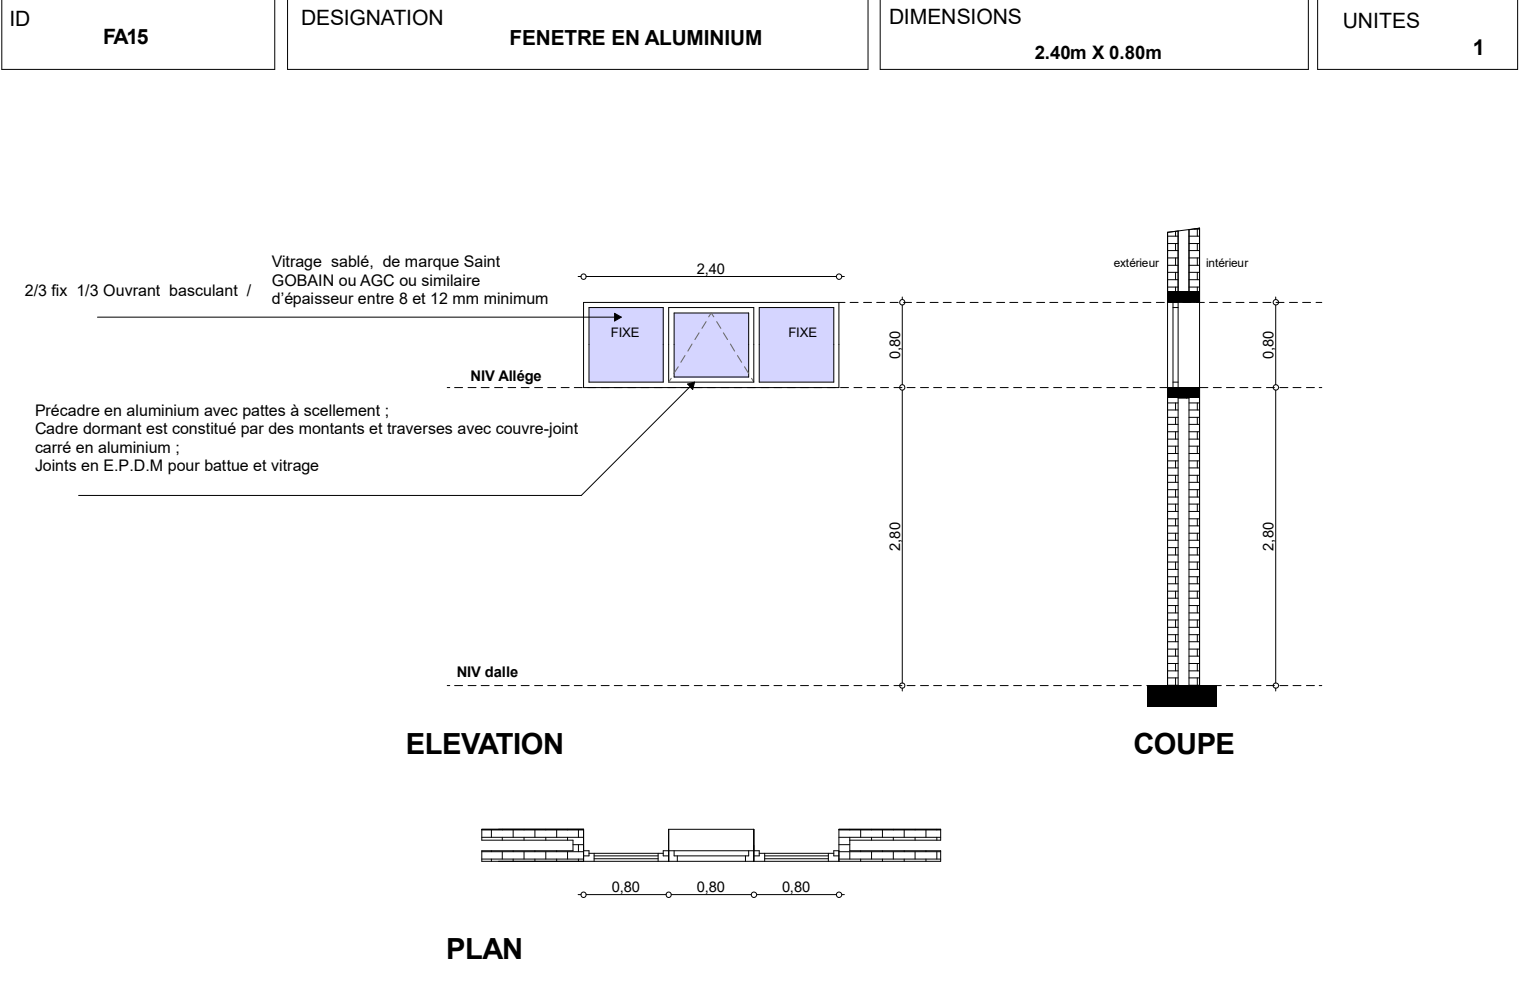 ID
FA15
DESIGNATION
FENETRE EN ALUMINIUM
DIMENSIONS
2.40m X 0.80m
UNITES
1
2/3 fix 1/3 Ouvrant basculant /
Vitrage sablé, de marque Saint
GOBAIN ou AGC ou similaire
d'épaisseur entre 8 et 12 mm minimum
2,40
FIXE
FIXE
NIV Allége
Précadre en aluminium avec pattes à scellement ;
Cadre dormant est constitué par des montants et traverses avec couvre-joint
carré en aluminium ;
Joints en E.P.D.M pour battue et vitrage
0,80
2,80
NIV dalle
ELEVATION
extérieur
intérieur
0,80
2,80
COUPE
0,80
0,80
0,80
PLAN